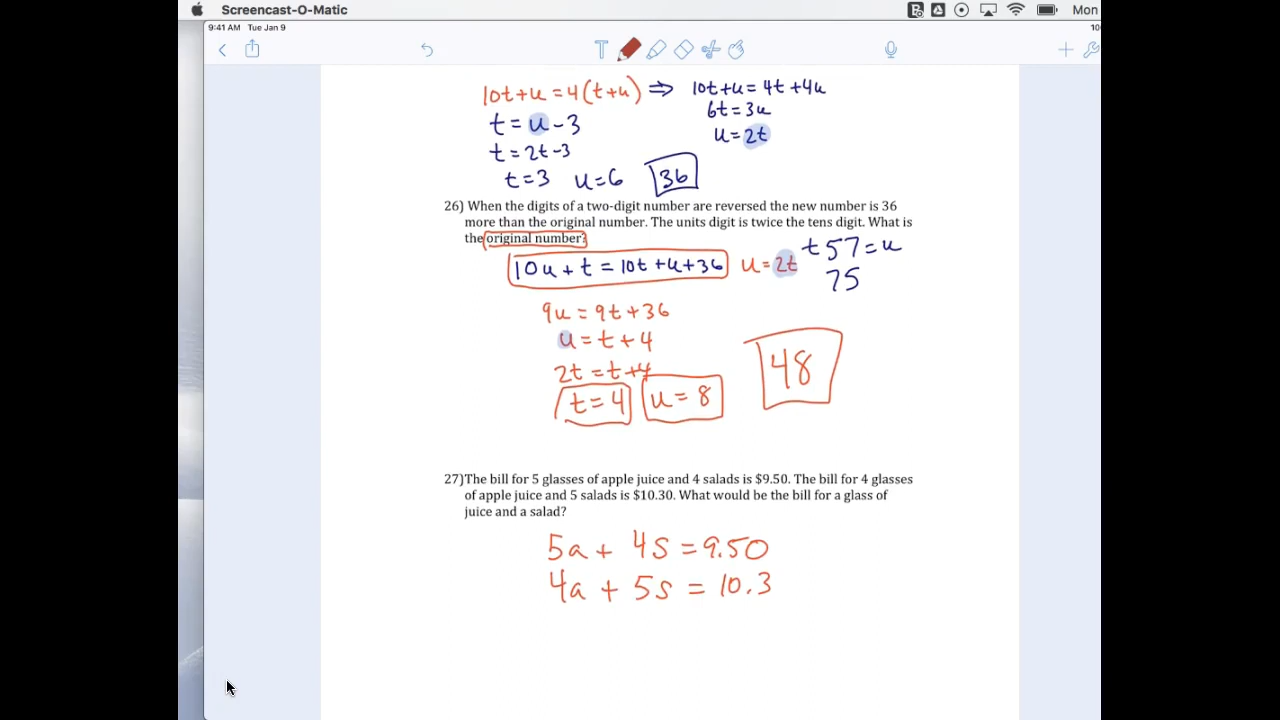 Screencast-O-Matic
Mon
9:41 AM Tue Jan 9
10
T
10t+u = 4(t+u) ⇒ 10t+u = 4t+4u
t = u-3
6t = 3u
t = 2t-3
u = 2t
t=3 u=6 36
26) When the digits of a two-digit number are reversed the new number is 36
more than the original number. The units digit is twice the tens digit. What is
the original number?
10u + t = 10t + u + 36 u = 2t t 57 = u
75
9u = 9t + 36
u = t + 4
2t = t + 4
t = 4 u = 8
48
27)The bill for 5 glasses of apple juice and 4 salads is $9.50. The bill for 4 glasses
of apple juice and 5 salads is $10.30. What would be the bill for a glass of
juice and a salad?
5a + 4s = 9.50
4a + 5s = 10.3